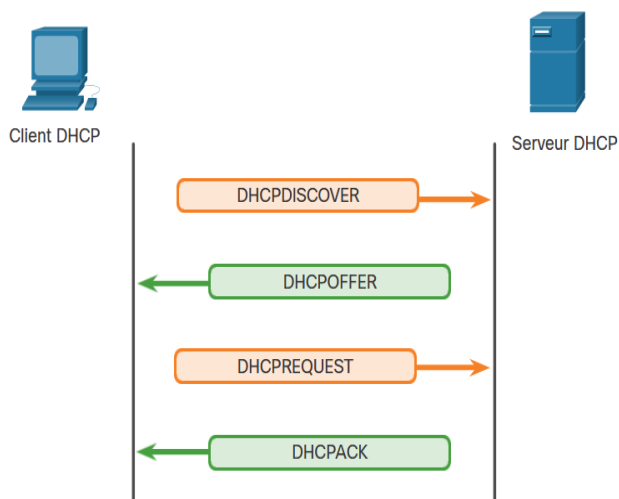 Client DHCP
Serveur DHCP
DHCPDISCOVER
DHCPOFFER
DHCPREQUEST
DHCPACK